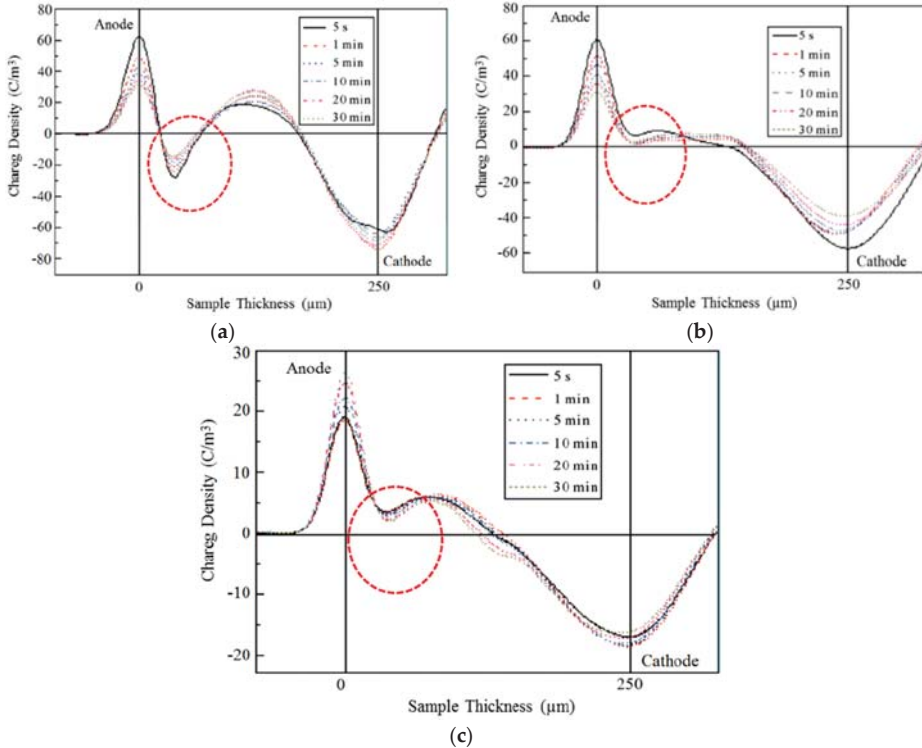 Anode
5 s
1 min
5 min
10 min
20 min
30 min
Chareg Density (C/m³)
60
40
20
0
-20
-40
-60
-80
Cathode
0
250
Sample Thickness (µm)
(a)
Anode
5 s
1 min
5 min
10 min
20 min
30 min
Chareg Density (C/m³)
60
40
20
0
-20
-40
-60
Cathode
0
250
Sample Thickness (µm)
(b)
Anode
5 s
1 min
5 min
10 min
20 min
30 min
Chareg Density (C/m³)
30
20
10
0
-10
-20
Cathode
0
250
Sample Thickness (µm)
(c)